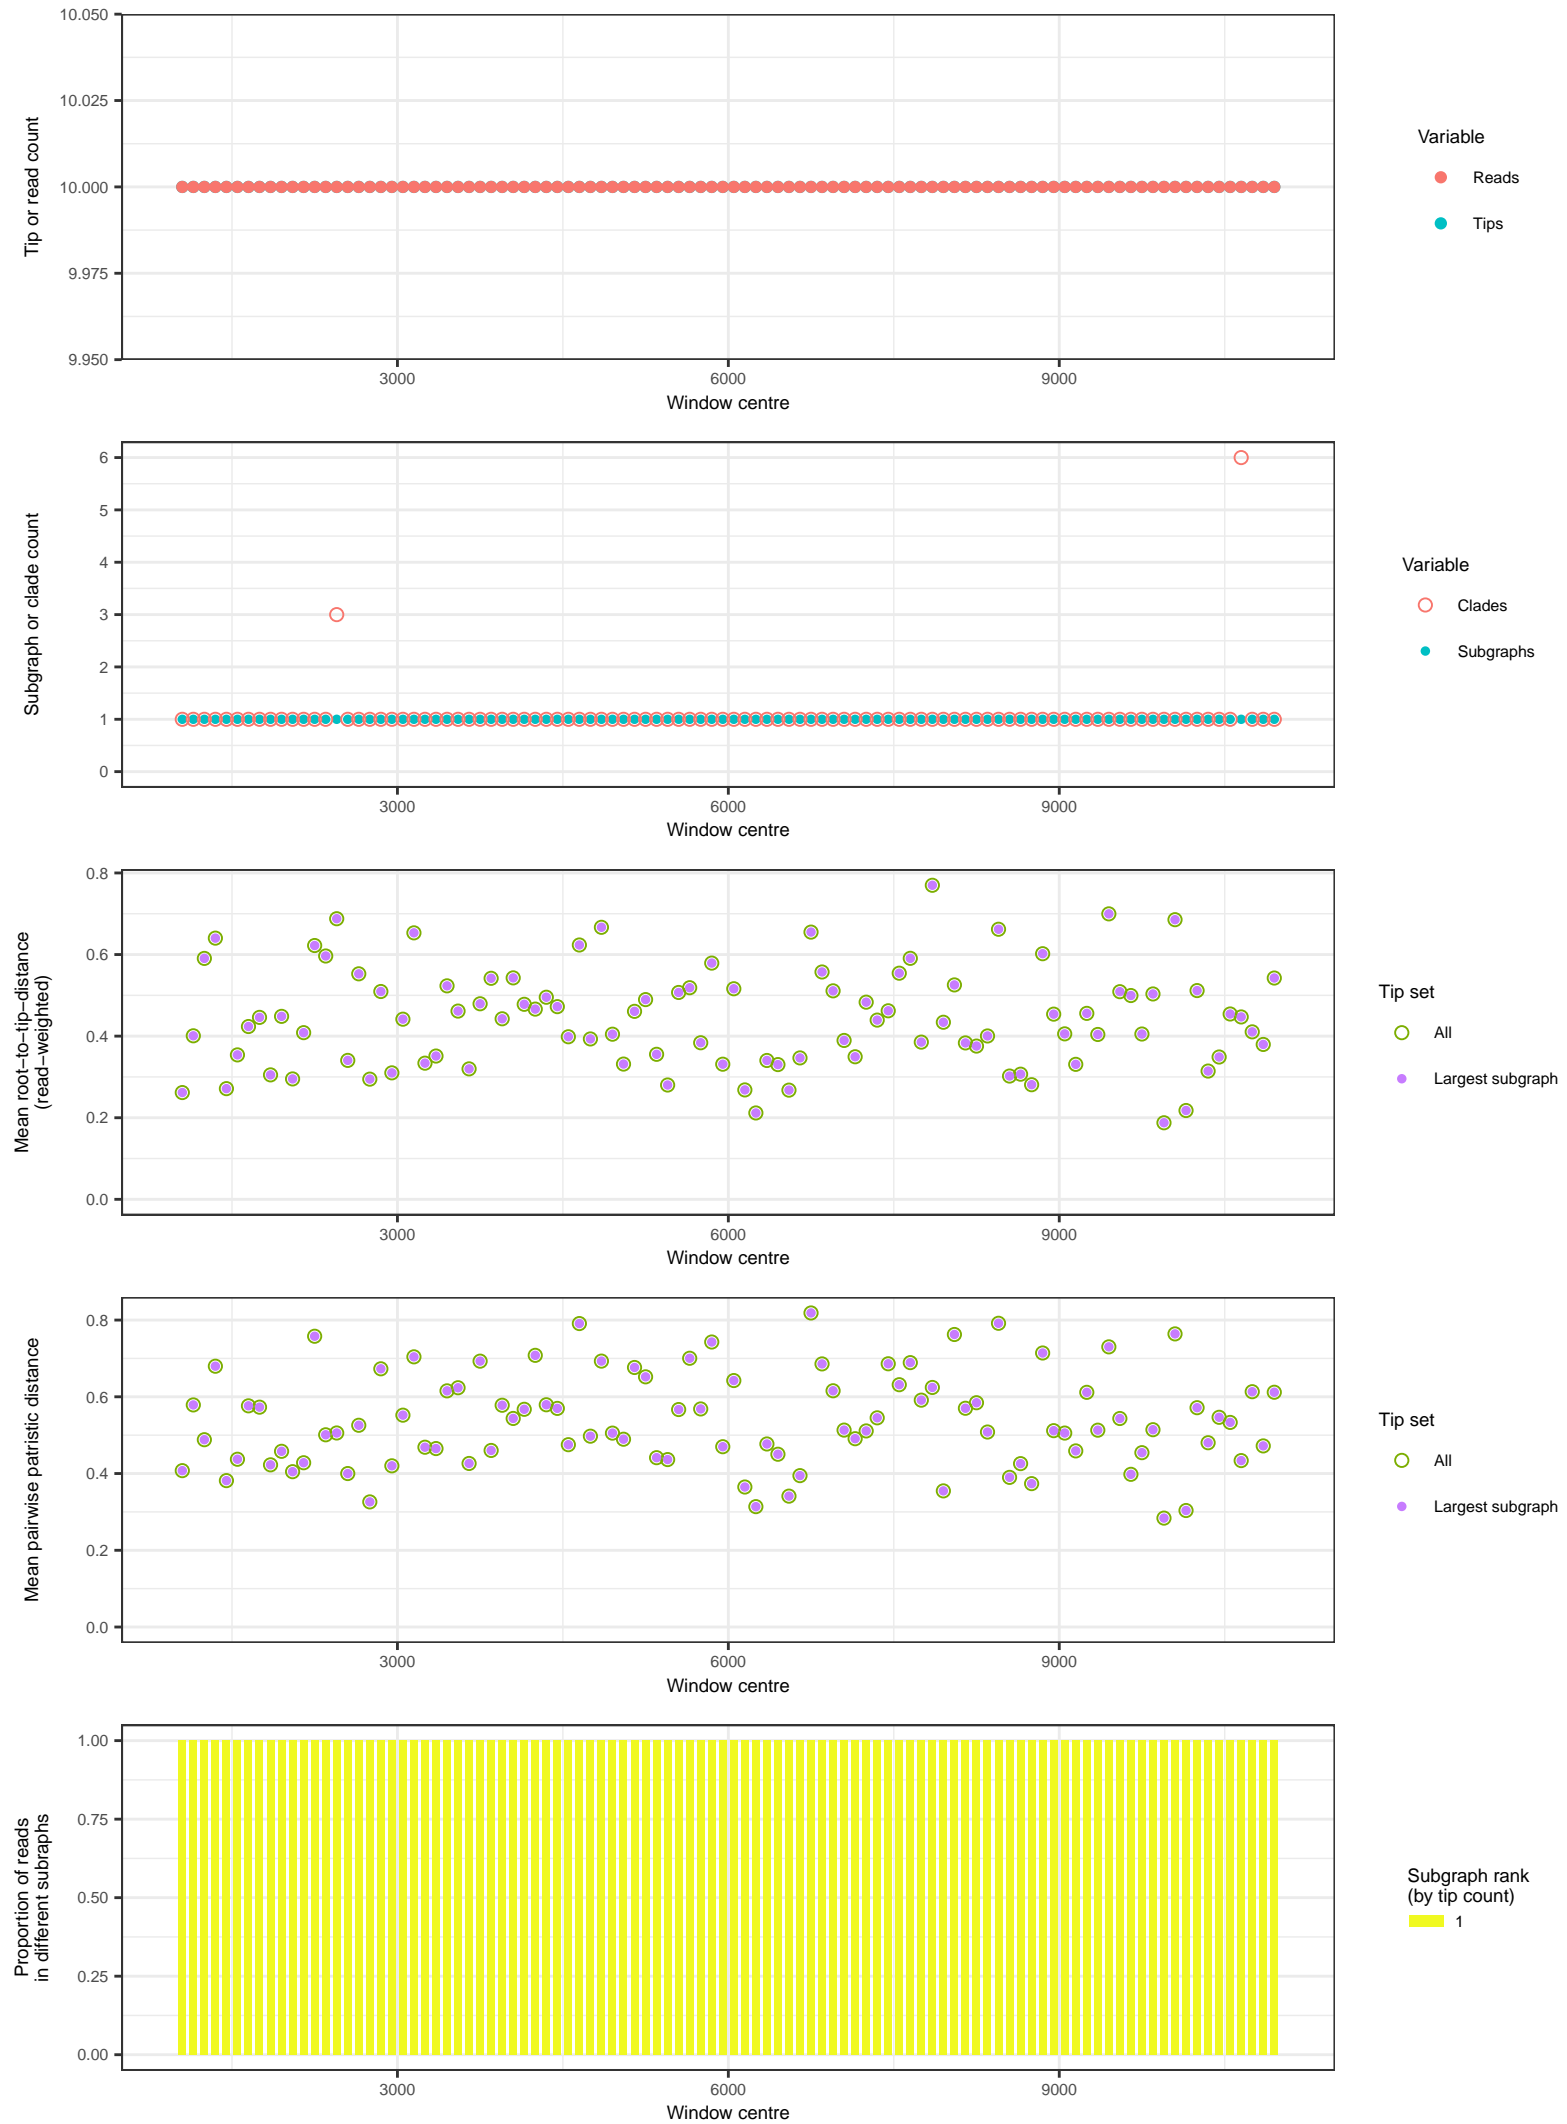 10.050
10.025
10.000
9.975
9.950
Tip or read count
3000 6000 9000
Window centre
Variable
Reads
Tips
6
5
4
3
2
1
0
Subgraph or clade count
3000 6000 9000
Window centre
Variable
Clades
Subgraphs
0.8
0.6
0.4
0.2
0.0
Mean root−to−tip−distance
(read−weighted)
3000 6000 9000
Window centre
Tip set
All
Largest subgraph
0.8
0.6
0.4
0.2
0.0
Mean pairwise patristic distance
3000 6000 9000
Window centre
Tip set
All
Largest subgraph
1.00
0.75
0.50
0.25
0.00
Proportion of reads
in different subraphs
3000 6000 9000
Window centre
Subgraph rank
(by tip count)
1